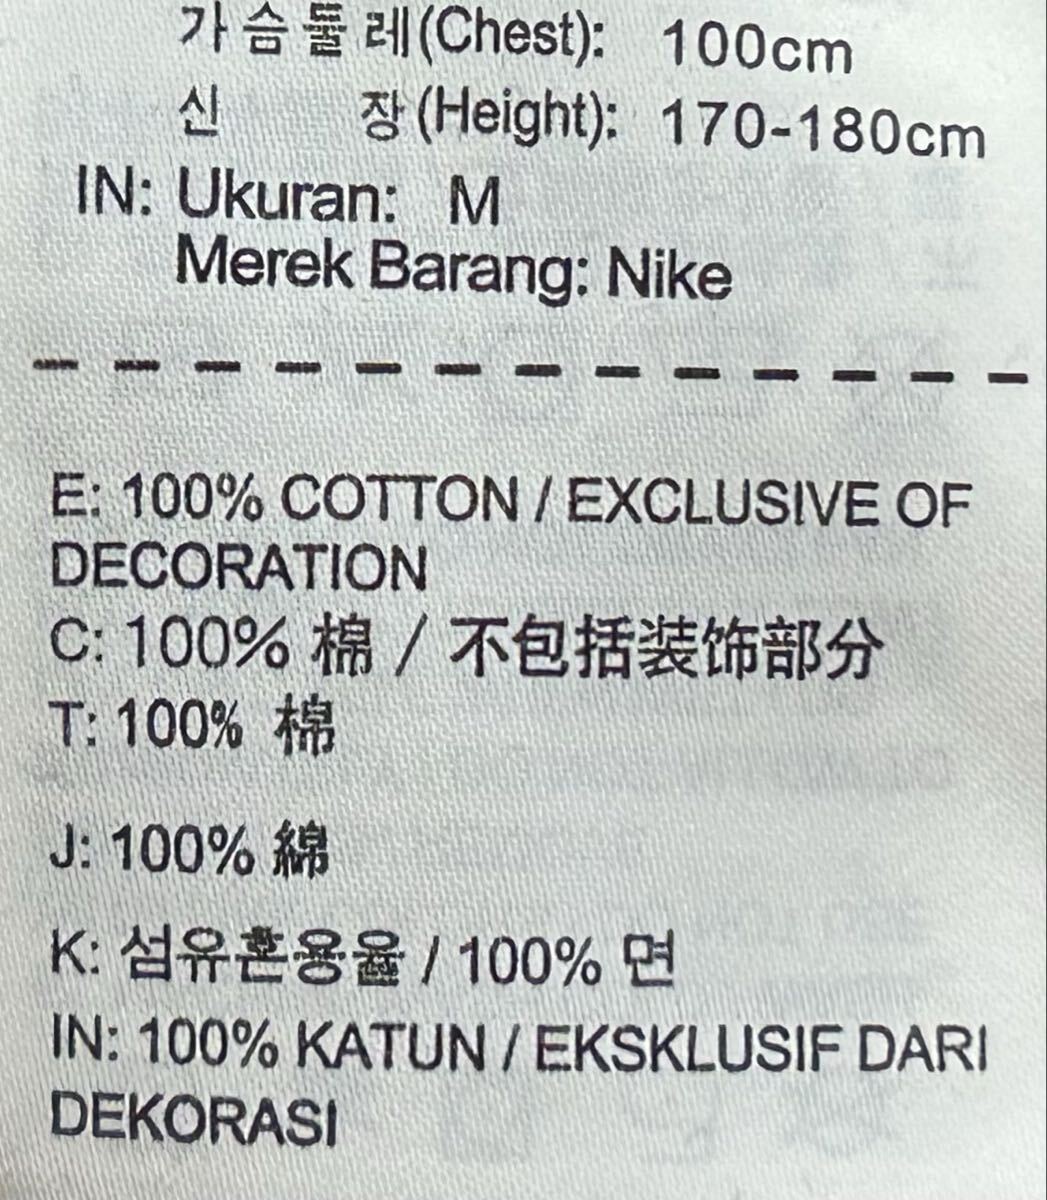 가슴둘레(Chest): 100cm
신 장(Height): 170-180cm
IN: Ukuran: M
Merek Barang: Nike
E: 100% COTTON / EXCLUSIVE OF
DECORATION
C: 100% 棉 / 不包括装饰部分
T: 100% 棉
J: 100% 綿
K: 섬유혼용율 / 100% 면
IN: 100% KATUN / EKSKLUSIF DARI
DEKORASI